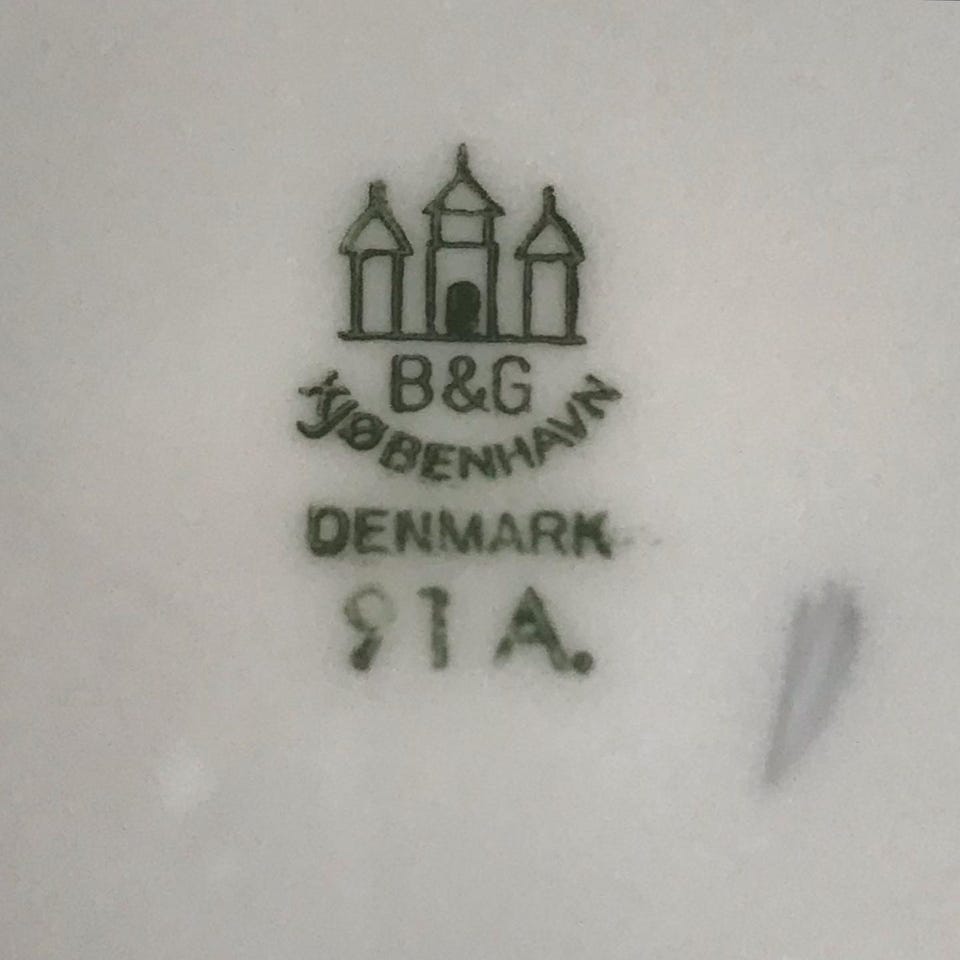 B&G
KJØBENHAVN
DENMARK
91 A.